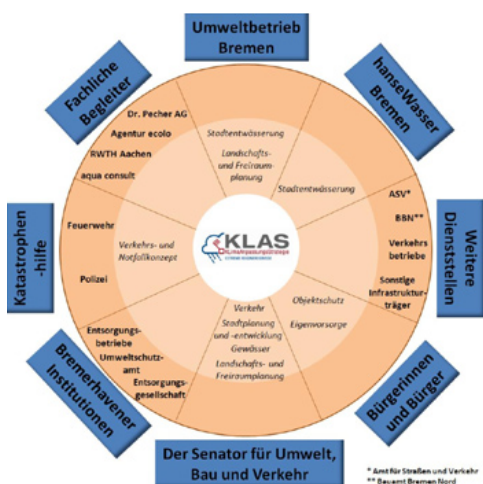 Umweltbetrieb
Bremen
hanseWasser
Bremen
Weitere
Dienststellen
Bürgerinnen
und Bürger
Der Senator für Umwelt,
Bau und Verkehr
Bremerhavener
Institutionen
Katastrophen
-hilfe
Fachliche
Begleiter
Dr. Pecher AG
Agentur ecolo
RWTH Aachen
aqua consult
Stadtentwässerung
Landschafts-
und Freiraum-
planung
Stadtentwässerung
ASV*
BBN**
Verkehrs
betriebe
Sonstige
Infrastruktur-
träger
Feuerwehr
Polizei
Verkehrs- und
Notfallkonzept
KLAS
Objektschutz
Eigenvorsorge
Verkehr
Stadtplanung
und -entwicklung
Gewässer
Landschafts- und
Freiraumplanung
Entsorgungs-
betriebe
Umweltschutz-
amt
Entsorgungs-
gesellschaft
* Amt für Straßen und Verkehr
** Bauamt Bremen Nord